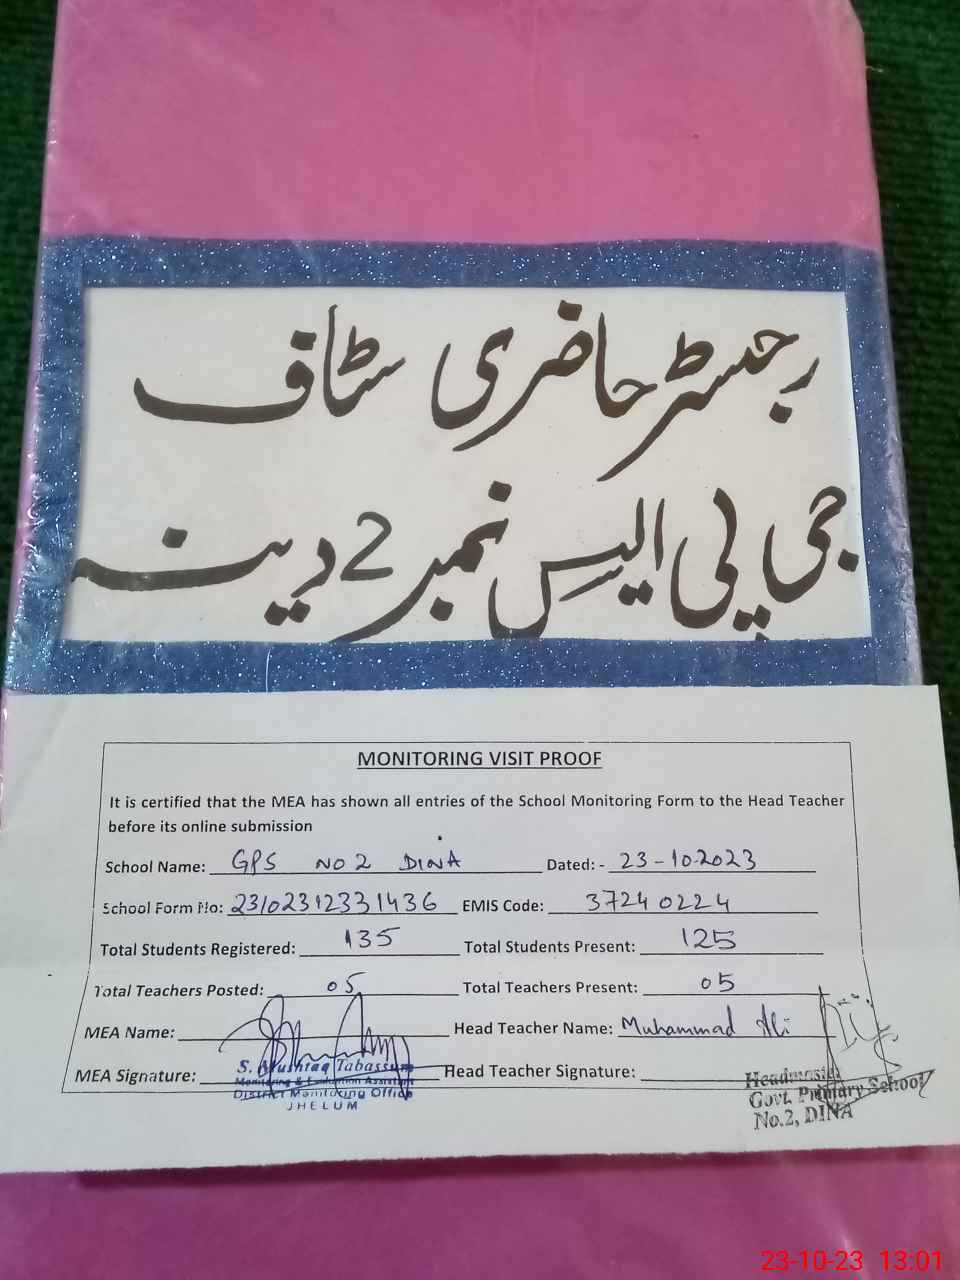 رجسٹر حاضری سٹاف
جی پی ایس نمبر 2 دینہ
MONITORING VISIT PROOF
It is certified that the MEA has shown all entries of the School Monitoring Form to the Head Teacher
before its online submission
School Name: GPS NO 2 DINA Dated: - 23-10-2023
School Form No: 23102312331436 EMIS Code: 37240224
Total Students Registered: 135 Total Students Present: 125
Total Teachers Posted: 05 Total Teachers Present: 05
MEA Name: Head Teacher Name: Muhammad Ali
MEA Signature: Head Teacher Signature:
S. Mushtaq Tabassum
Monitoring & Evaluation Assistant
District Monitoring Office
JHELUM
Headmaster
Govt. Primary School
No.2, DINA
23-10-23 13:01